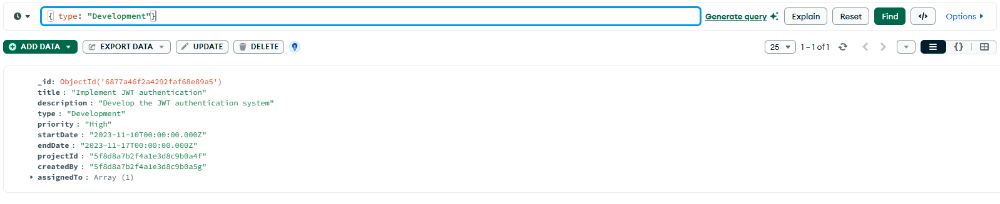 { type: "Development"}
Generate query
Explain
Reset
Find
</>
Options
ADD DATA
EXPORT DATA
UPDATE
DELETE
25
1 – 1 of 1
{}
_id: ObjectId('6877a46f2a4292faf68e89a5')
title : "Implement JWT authentication"
description : "Develop the JWT authentication system"
type : "Development"
priority : "High"
startDate : "2023-11-10T00:00:00.000Z"
endDate : "2023-11-17T00:00:00.000Z"
projectId : "5f8d8a7b2f4a1e3d8c9b0a4f"
createdBy : "5f8d8a7b2f4a1e3d8c9b0a5g"
assignedTo : Array (1)